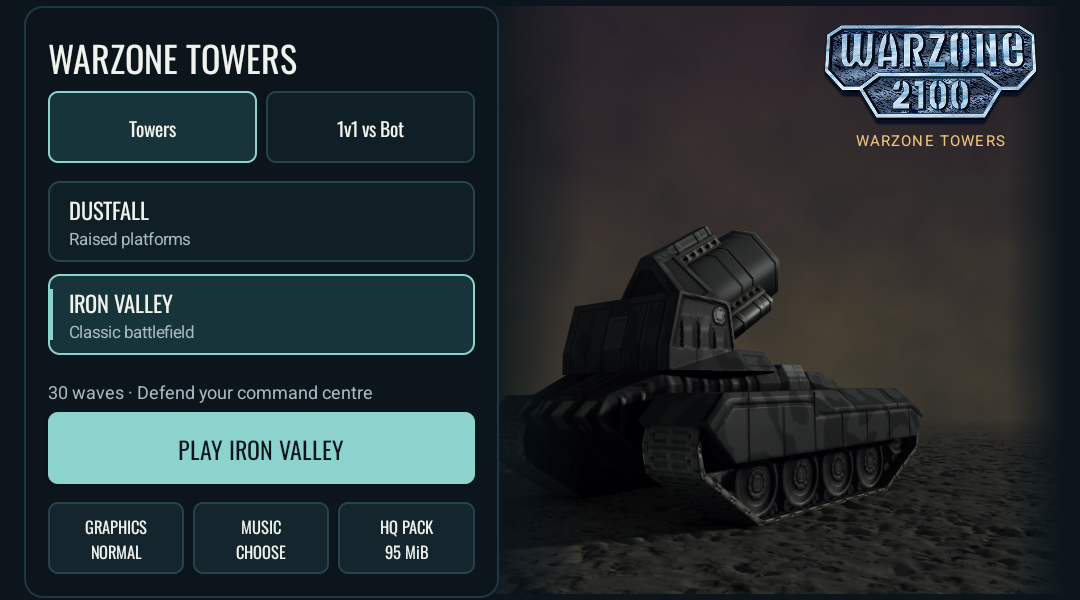 WARZONE TOWERS
Towers
1v1 vs Bot
DUSTFALL
Raised platforms
IRON VALLEY
Classic battlefield
30 waves · Defend your command centre
PLAY IRON VALLEY
GRAPHICS
NORMAL
MUSIC
CHOOSE
HQ PACK
95 MiB
WARZONE
2100
WARZONE TOWERS